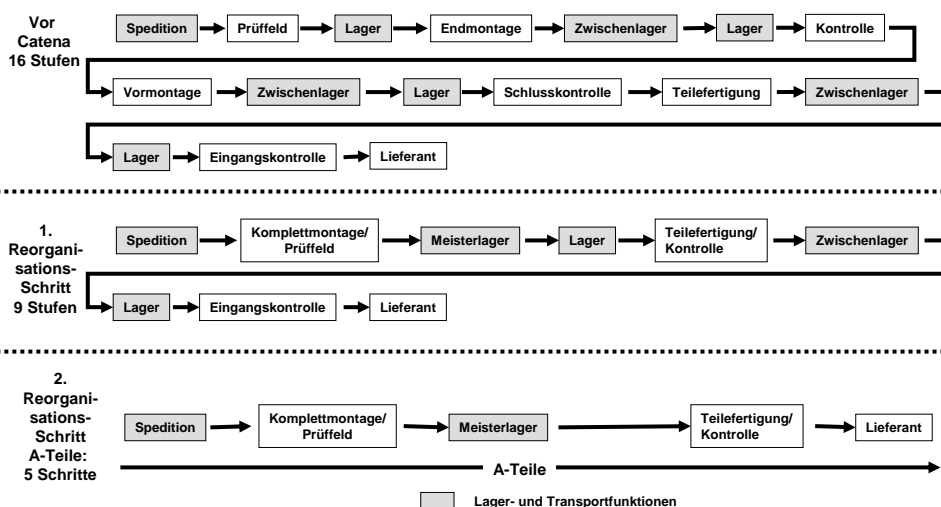 Vor
Catena
16 Stufen
Spedition
Prüffeld
Lager
Endmontage
Zwischenlager
Lager
Kontrolle
Vormontage
Zwischenlager
Lager
Schlusskontrolle
Teilefertigung
Zwischenlager
Lager
Eingangskontrolle
Lieferant
1.
Reorgani-
sations-
Schritt
9 Stufen
Spedition
Komplettmontage/
Prüffeld
Meisterlager
Lager
Teilefertigung/
Kontrolle
Zwischenlager
Lager
Eingangskontrolle
Lieferant
2.
Reorgani-
sations-
Schritt
A-Teile:
5 Schritte
Spedition
Komplettmontage/
Prüffeld
Meisterlager
Teilefertigung/
Kontrolle
Lieferant
A-Teile
Lager- und Transportfunktionen